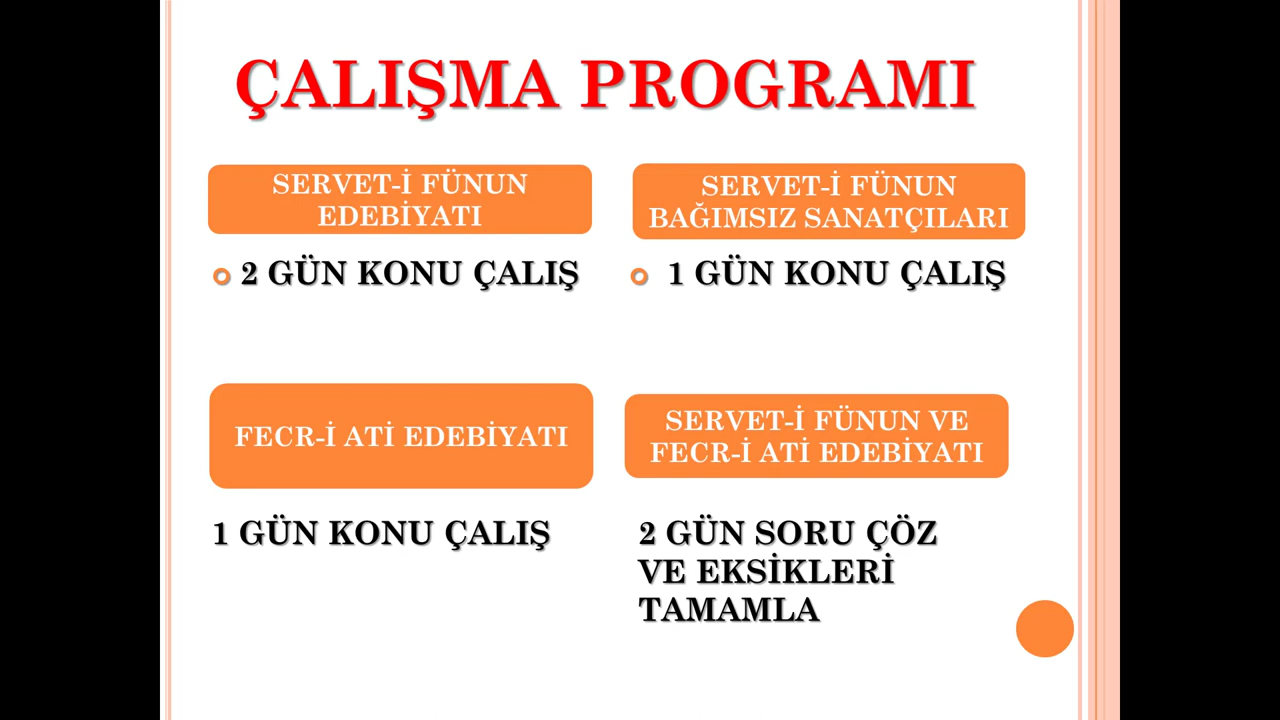 ÇALIŞMA PROGRAMI
SERVET-İ FÜNUN
EDEBİYATI
2 GÜN KONU ÇALIŞ
SERVET-İ FÜNUN
BAĞIMSIZ SANATÇILARI
1 GÜN KONU ÇALIŞ
FECR-İ ATİ EDEBİYATI
1 GÜN KONU ÇALIŞ
SERVET-İ FÜNUN VE
FECR-İ ATİ EDEBİYATI
2 GÜN SORU ÇÖZ
VE EKSİKLERİ
TAMAMLA